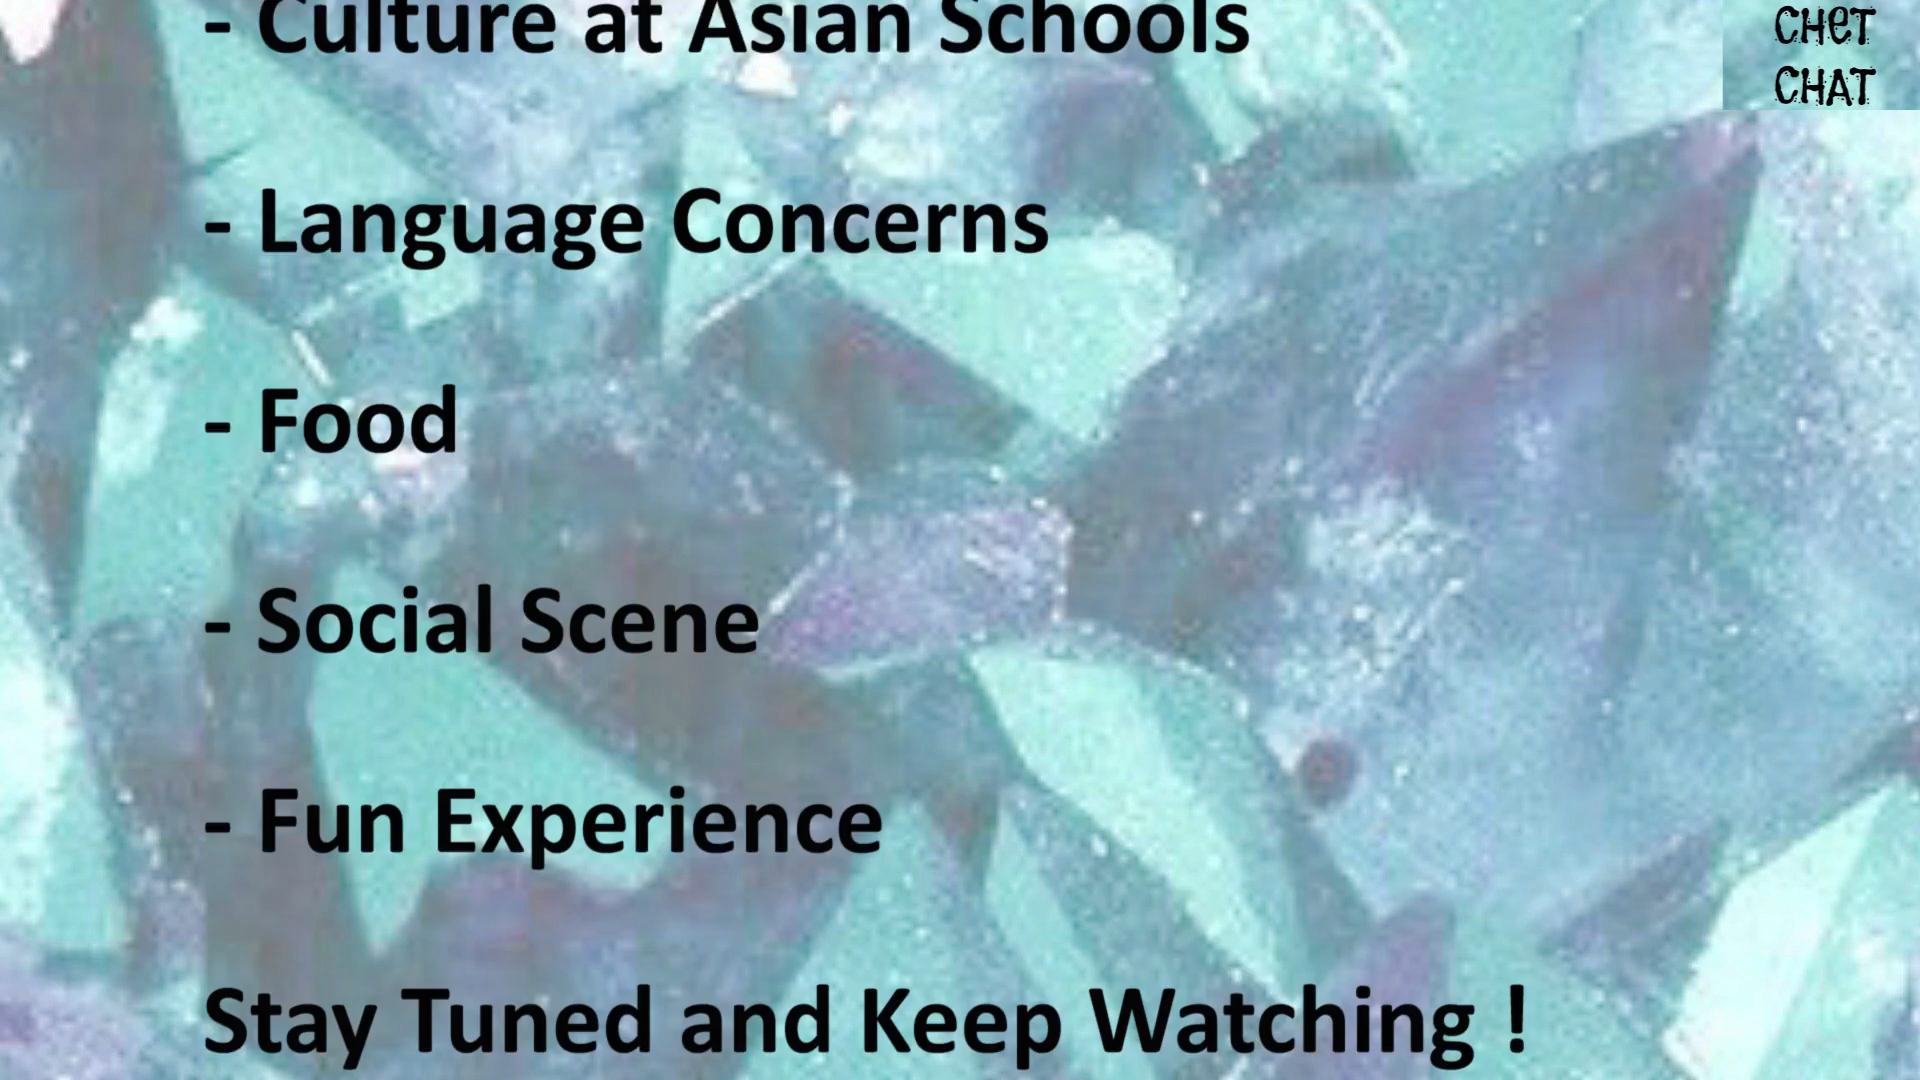 - Culture at Asian Schools
CHeT
CHAT
- Language Concerns
- Food
- Social Scene
- Fun Experience
Stay Tuned and Keep Watching !